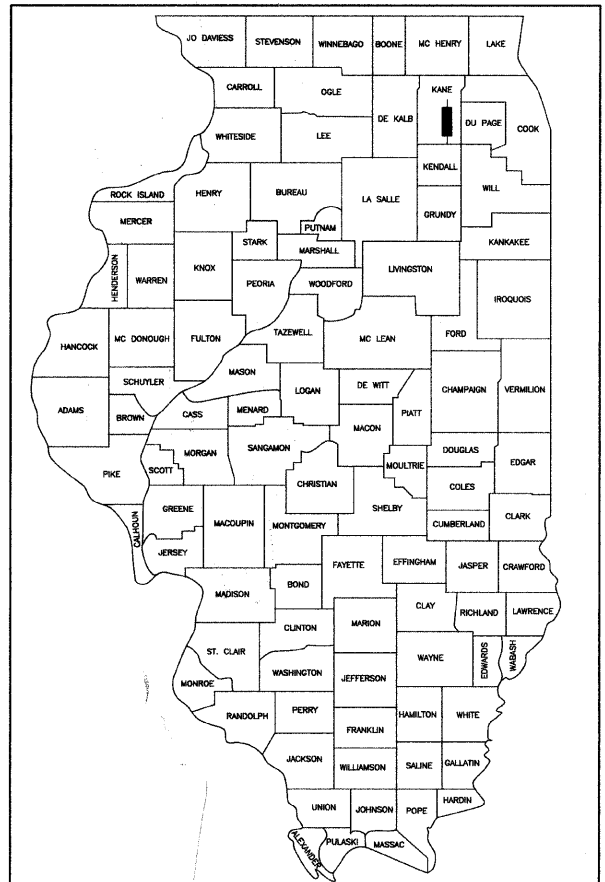 JO DAVIESS
STEVENSON
WINNEBAGO
BOONE
MC HENRY
LAKE
CARROLL
OGLE
KANE
DE KALB
DU PAGE
COOK
WHITESIDE
LEE
KENDALL
WILL
ROCK ISLAND
HENRY
BUREAU
LA SALLE
GRUNDY
MERCER
PUTNAM
STARK
MARSHALL
KANKAKEE
HENDERSON
WARREN
KNOX
PEORIA
WOODFORD
LIVINGSTON
IROQUOIS
HANCOCK
MC DONOUGH
FULTON
TAZEWELL
MC LEAN
FORD
SCHUYLER
MASON
LOGAN
DE WITT
CHAMPAIGN
VERMILION
ADAMS
BROWN
CASS
MENARD
PIATT
MACON
MORGAN
SANGAMON
DOUGLAS
EDGAR
PIKE
SCOTT
MOULTRIE
CHRISTIAN
COLES
CALHOUN
GREENE
MACOUPIN
MONTGOMERY
SHELBY
CUMBERLAND
CLARK
JERSEY
FAYETTE
EFFINGHAM
JASPER
CRAWFORD
MADISON
BOND
CLAY
RICHLAND
LAWRENCE
CLINTON
MARION
ST. CLAIR
WAYNE
EDWARDS
WABASH
WASHINGTON
JEFFERSON
MONROE
RANDOLPH
PERRY
HAMILTON
WHITE
FRANKLIN
JACKSON
WILLIAMSON
SALINE
GALLATIN
UNION
JOHNSON
POPE
HARDIN
ALEXANDER
PULASKI
MASSAC